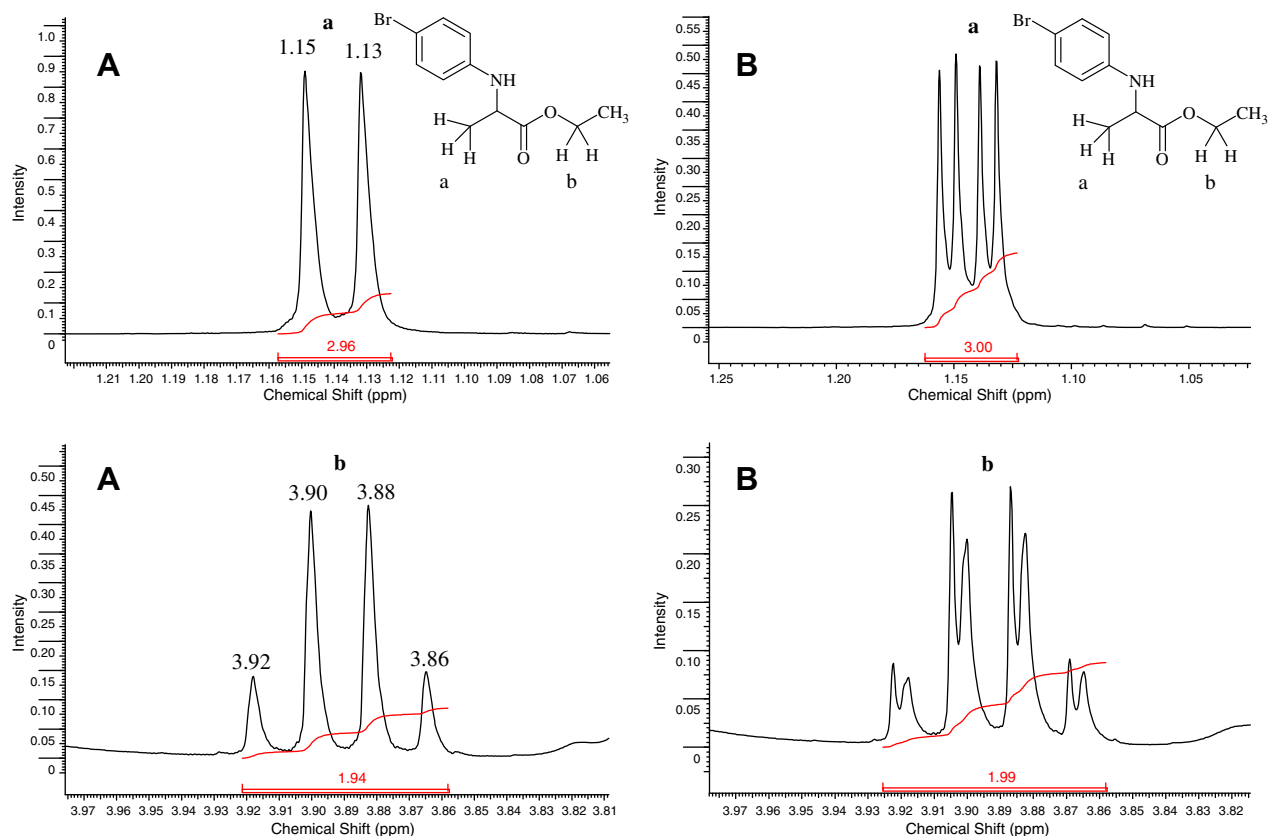 A
a
1.15 1.13
Br
NH
H
H
H
O
O
CH3
H H
a b
1.0
0.9
0.8
0.7
0.6
0.5
0.4
0.3
0.2
0.1
0
Intensity
2.96
1.21 1.20 1.19 1.18 1.17 1.16 1.15 1.14 1.13 1.12 1.11 1.10 1.09 1.08 1.07 1.06
Chemical Shift (ppm)
B
a
Br
NH
H
H
H
O
O
CH3
H H
a b
0.55
0.50
0.45
0.40
0.35
0.30
0.25
0.20
0.15
0.10
0.05
0
Intensity
3.00
1.25 1.20 1.15 1.10 1.05
Chemical Shift (ppm)
A
b
3.90 3.88
3.92 3.86
0.50
0.45
0.40
0.35
0.30
0.25
0.20
0.15
0.10
0.05
0
Intensity
1.94
3.97 3.96 3.95 3.94 3.93 3.92 3.91 3.90 3.89 3.88 3.87 3.86 3.85 3.84 3.83 3.82 3.81
Chemical Shift (ppm)
B
b
0.30
0.25
0.20
0.15
0.10
0.05
0
Intensity
1.99
3.97 3.96 3.95 3.94 3.93 3.92 3.91 3.90 3.89 3.88 3.87 3.86 3.85 3.84 3.83 3.82
Chemical Shift (ppm)